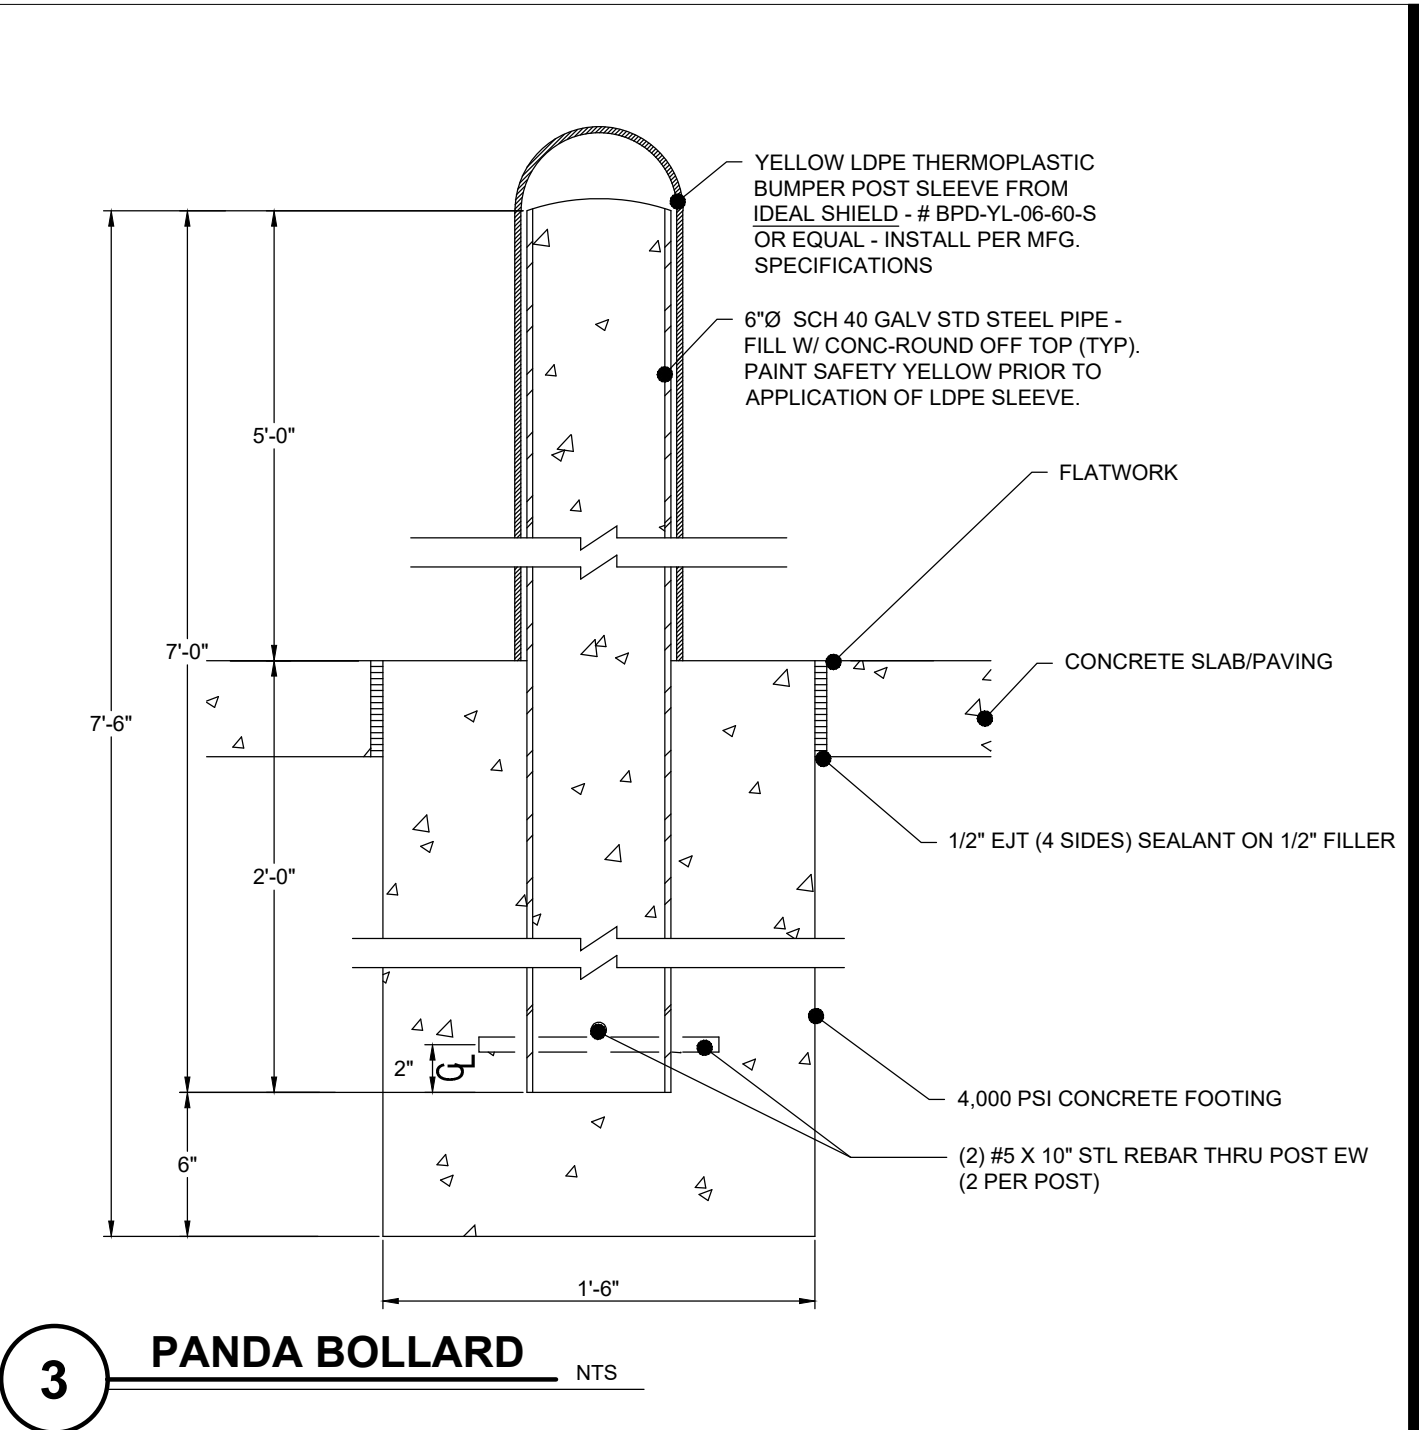 YELLOW LDPE THERMOPLASTIC
BUMPER POST SLEEVE FROM
IDEAL SHIELD - # BPD-YL-06-60-S
OR EQUAL - INSTALL PER MFG.
SPECIFICATIONS
6"Ø SCH 40 GALV STD STEEL PIPE -
FILL W/ CONC-ROUND OFF TOP (TYP).
PAINT SAFETY YELLOW PRIOR TO
APPLICATION OF LDPE SLEEVE.
5'-0"
FLATWORK
7'-0"
CONCRETE SLAB/PAVING
7'-6"
1/2" EJT (4 SIDES) SEALANT ON 1/2" FILLER
2'-0"
2"
CL
4,000 PSI CONCRETE FOOTING
6"
(2) #5 X 10" STL REBAR THRU POST EW
(2 PER POST)
1'-6"
3
PANDA BOLLARD
NTS